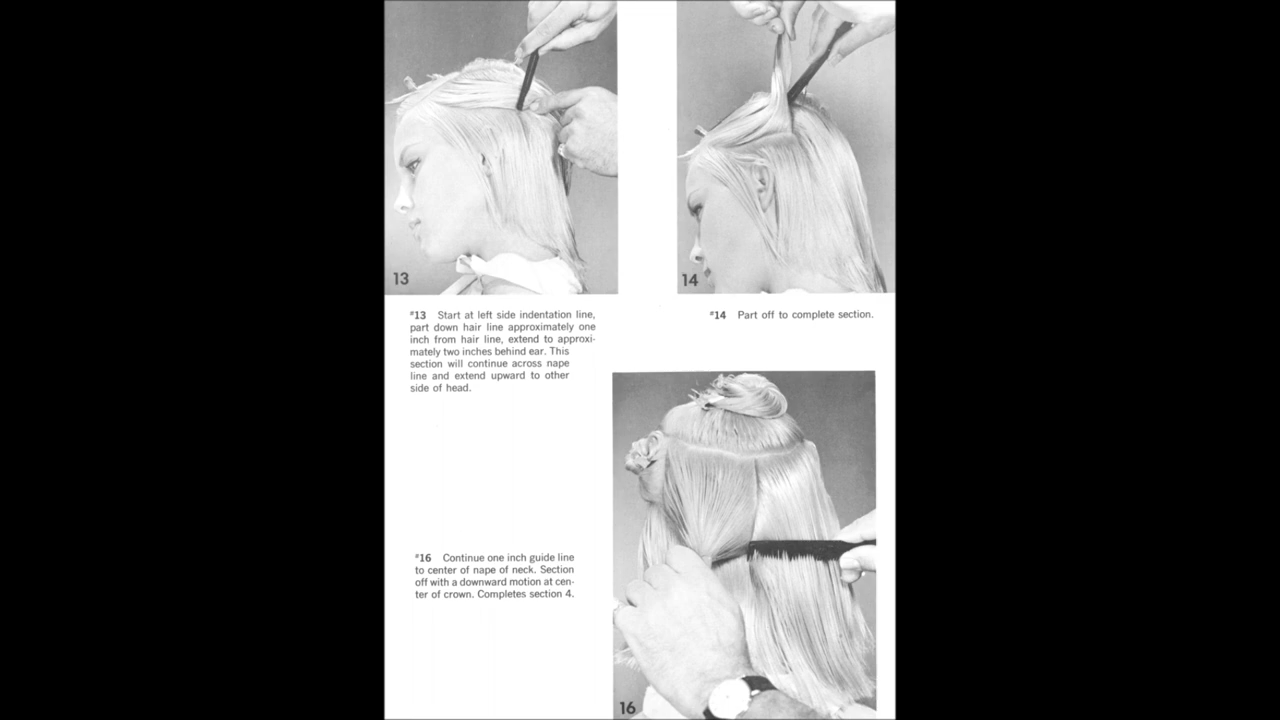 13
14
#13 Start at left side indentation line,
part down hair line approximately one
inch from hair line, extend to approxi-
mately two inches behind ear. This
section will continue across nape
line and extend upward to other
side of head.
#14 Part off to complete section.
#16 Continue one inch guide line
to center of nape of neck. Section
off with a downward motion at cen-
ter of crown. Completes section 4.
16